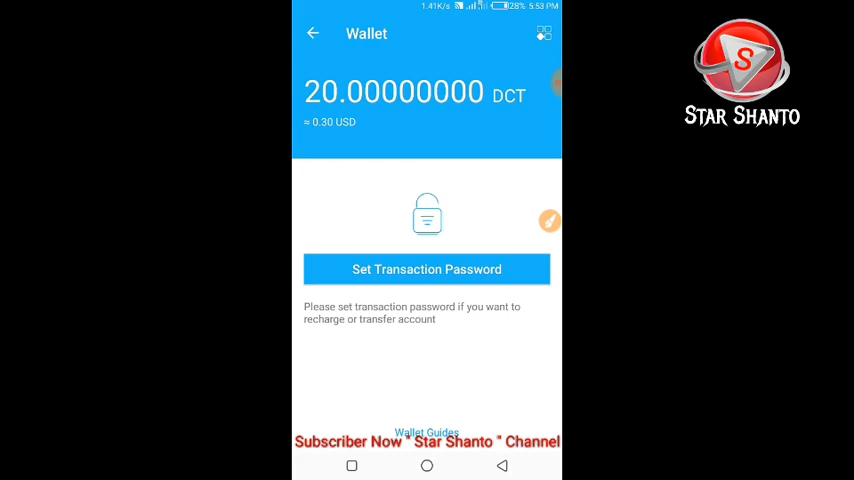 1.41K/s 28% 5:53 PM
Wallet
20.00000000 DCT
≈ 0.30 USD
Set Transaction Password
Please set transaction password if you want to
recharge or transfer account
Wallet Guides
Subscriber Now " Star Shanto " Channel
S
STAR SHANTO